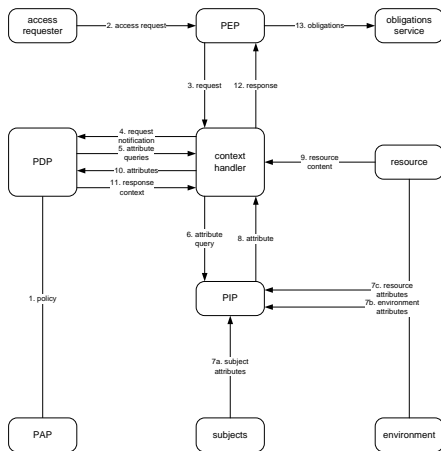 access
requester
2. access request
PEP
13. obligations
obligations
service
3. request
12. response
4. request
notification
5. attribute
queries
10. attributes
11. response
context
PDP
context
handler
9. resource
content
resource
6. attribute
query
8. attribute
1. policy
PIP
7c. resource
attributes
7b. environment
attributes
7a. subject
attributes
PAP
subjects
environment